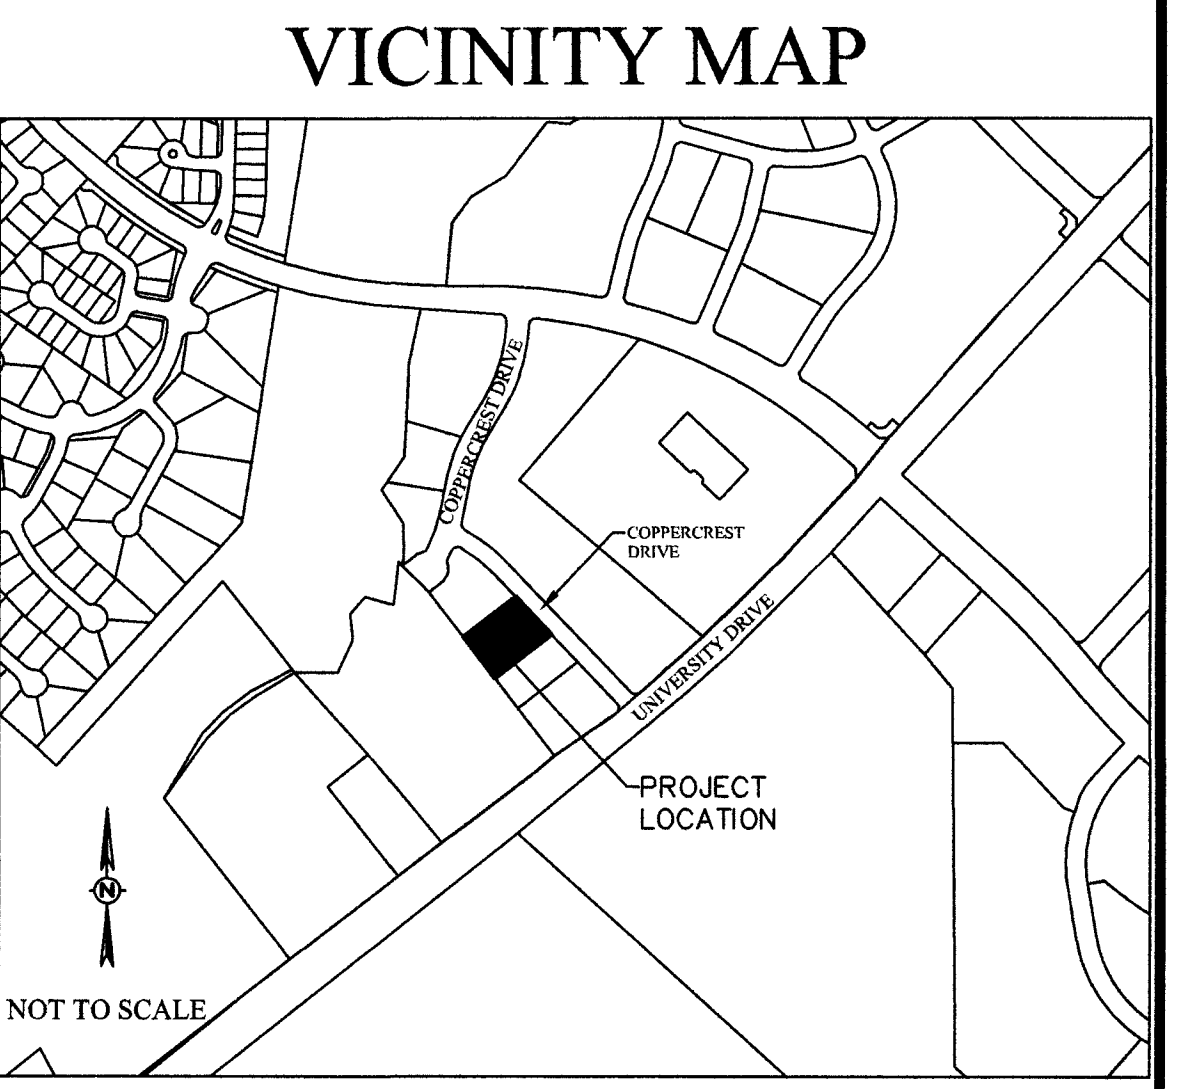 VICINITY MAP
COPPERCREST DRIVE
COPPERCREST
DRIVE
UNIVERSITY DRIVE
PROJECT
LOCATION
N
NOT TO SCALE